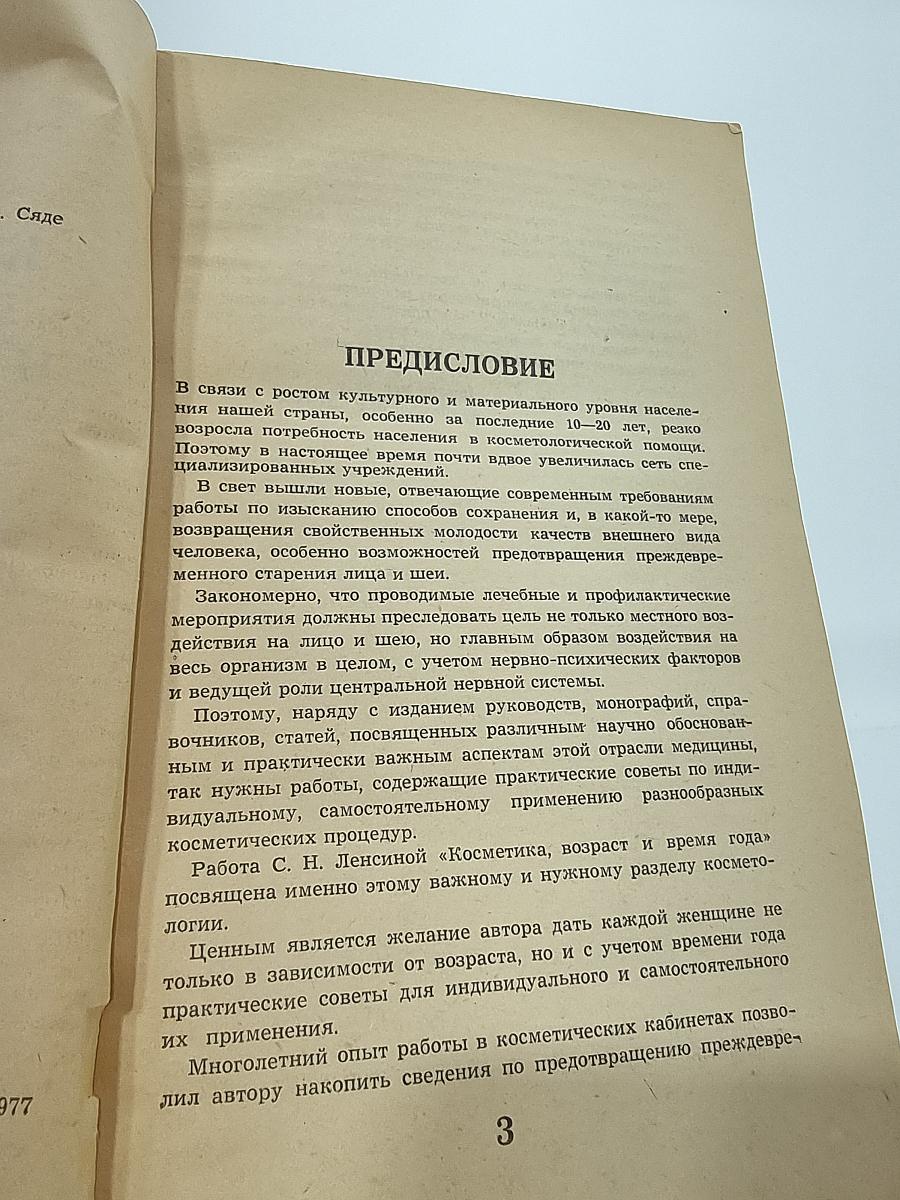 . Сяде
977
ПРЕДИСЛОВИЕ
В связи с ростом культурного и материального уровня населе-
ния нашей страны, особенно за последние 10—20 лет, резко
возросла потребность населения в косметологической помощи.
Поэтому в настоящее время почти вдвое увеличилась сеть спе-
циализированных учреждений.
В свет вышли новые, отвечающие современным требованиям
работы по изысканию способов сохранения и, в какой-то мере,
возвращения свойственных молодости качеств внешнего вида
человека, особенно возможностей предотвращения преждевре-
менного старения лица и шеи.
Закономерно, что проводимые лечебные и профилактические
мероприятия должны преследовать цель не только местного воз-
действия на лицо и шею, но главным образом воздействия на
весь организм в целом, с учетом нервно-психических факторов
и ведущей роли центральной нервной системы.
Поэтому, наряду с изданием руководств, монографий, спра-
вочников, статей, посвященных различным научно обоснован-
ным и практически важным аспектам этой отрасли медицины,
так нужны работы, содержащие практические советы по инди-
видуальному, самостоятельному применению разнообразных
косметических процедур.
Работа С. Н. Ленсиной «Косметика, возраст и время года»
посвящена именно этому важному и нужному разделу космето-
логии.
Ценным является желание автора дать каждой женщине не
только в зависимости от возраста, но и с учетом времени года
практические советы для индивидуального и самостоятельного
их применения.
Многолетний опыт работы в косметических кабинетах позво-
лил автору накопить сведения по предотвращению преждевре-
3